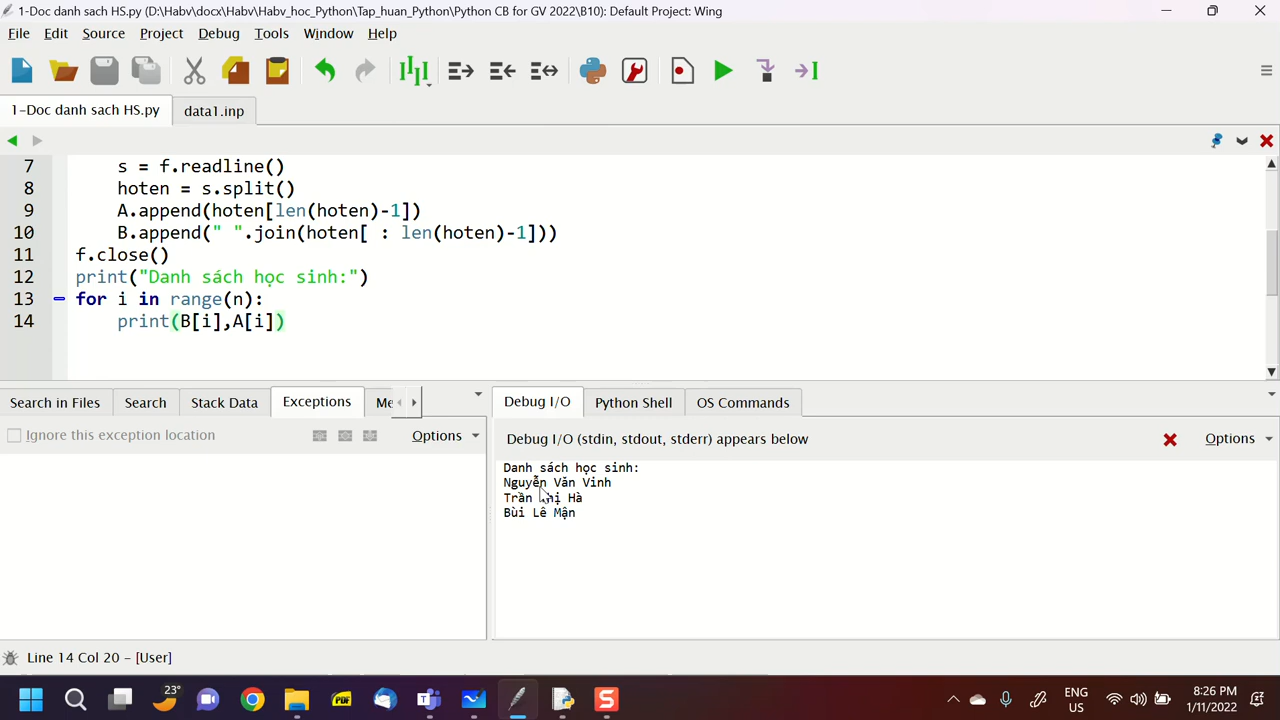 1-Doc danh sach HS.py (D:\Habv\docx\Habv\Habv_hoc_Python\Tap_huan_Python\Python CB for GV 2022\B10): Default Project: Wing
File Edit Source Project Debug Tools Window Help
1-Doc danh sach HS.py data1.inp
7 s = f.readline()
8 hoten = s.split()
9 A.append(hoten[len(hoten)-1])
10 B.append(" ".join(hoten[ : len(hoten)-1]))
11 f.close()
12 print("Danh sách học sinh:")
13 for i in range(n):
14 print(B[i],A[i])
Search in Files Search Stack Data Exceptions Me
Debug I/O Python Shell OS Commands
Ignore this exception location Options
Debug I/O (stdin, stdout, stderr) appears below Options
Danh sách học sinh:
Nguyễn Văn Vinh
Trần Hà
Bùi Lê Mận
Line 14 Col 20 – [User]
23°
PDF
S
ENG
US
8:26 PM
1/11/2022